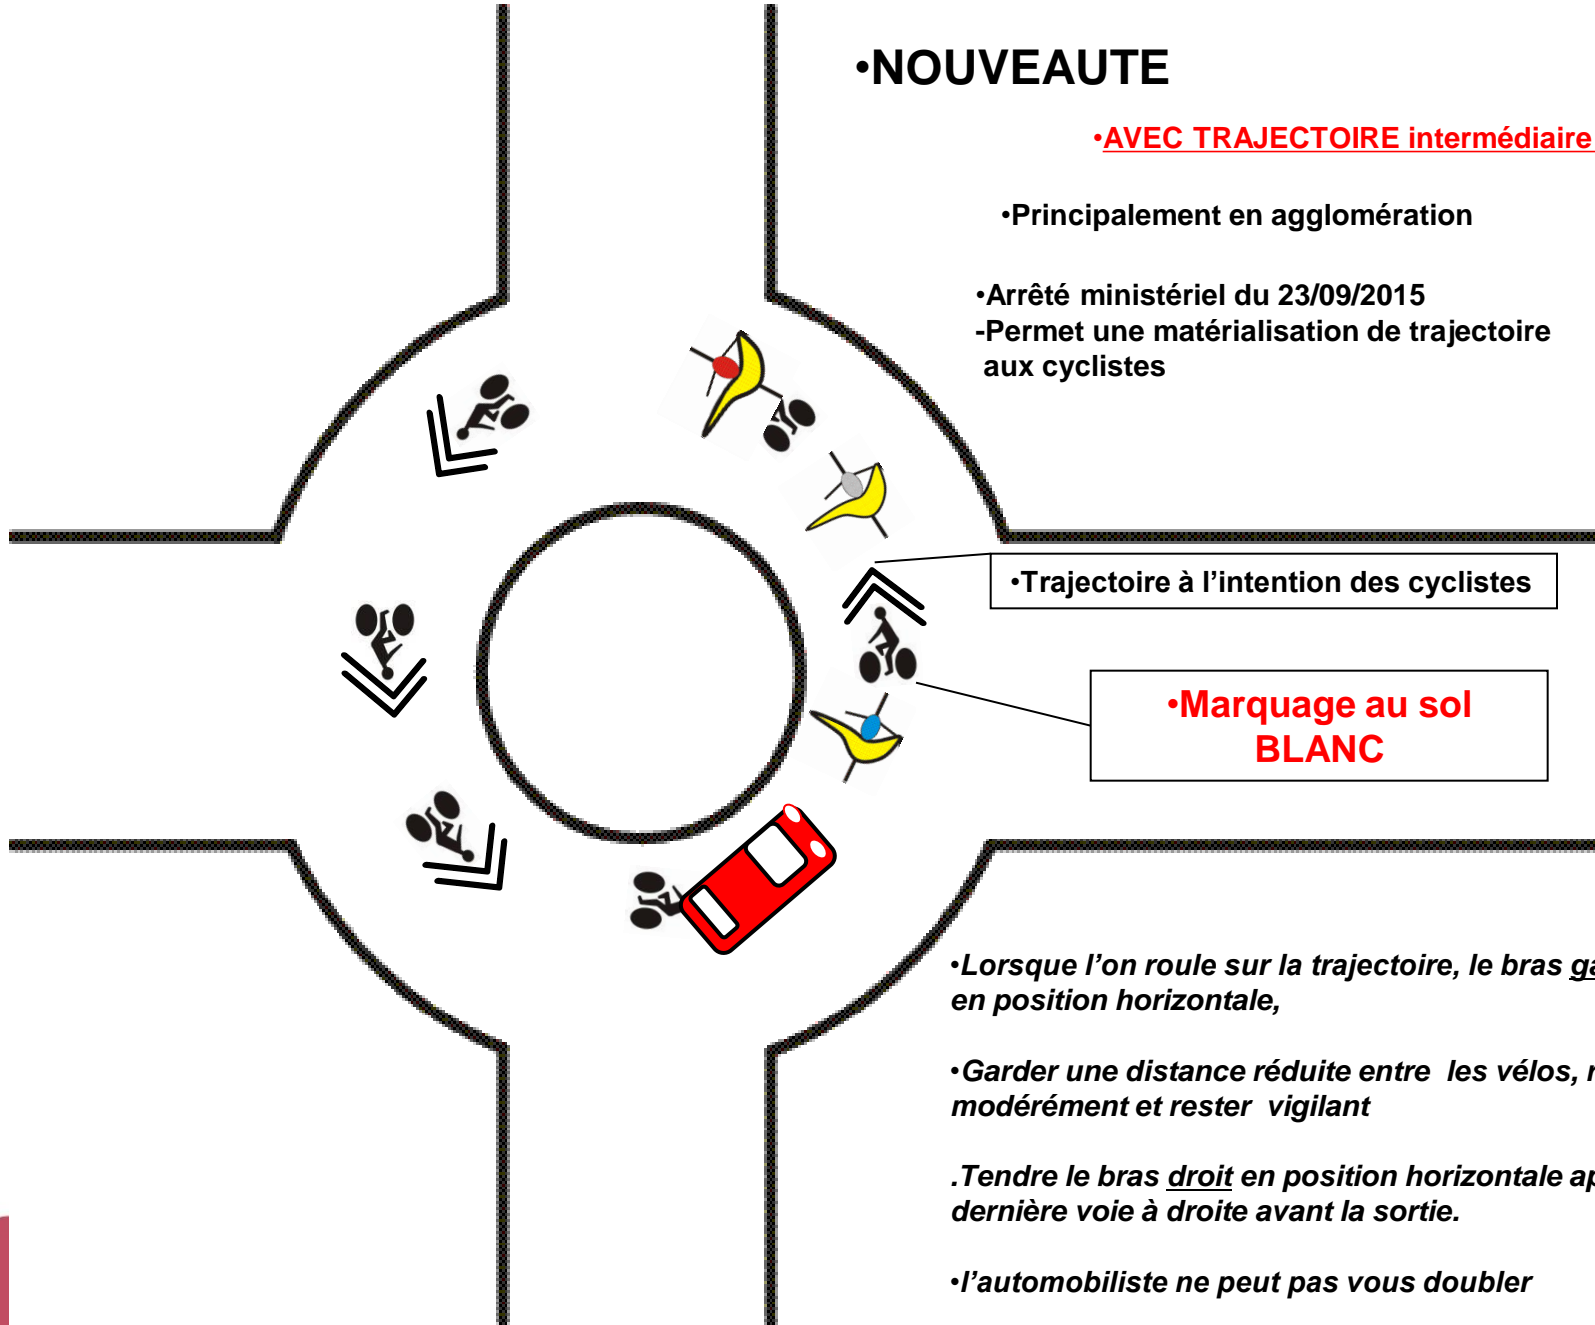 •NOUVEAUTE
•AVEC TRAJECTOIRE intermédiaire
•Principalement en agglomération
•Arrêté ministériel du 23/09/2015
-Permet une matérialisation de trajectoire
aux cyclistes
•Trajectoire à l’intention des cyclistes
•Marquage au sol
BLANC
•Lorsque l’on roule sur la trajectoire, le bras
en position horizontale,
•Garder une distance réduite entre les vélos,
modérément et rester vigilant
.Tendre le bras droit en position horizontale
dernière voie à droite avant la sortie.
•l’automobiliste ne peut pas vous doubler